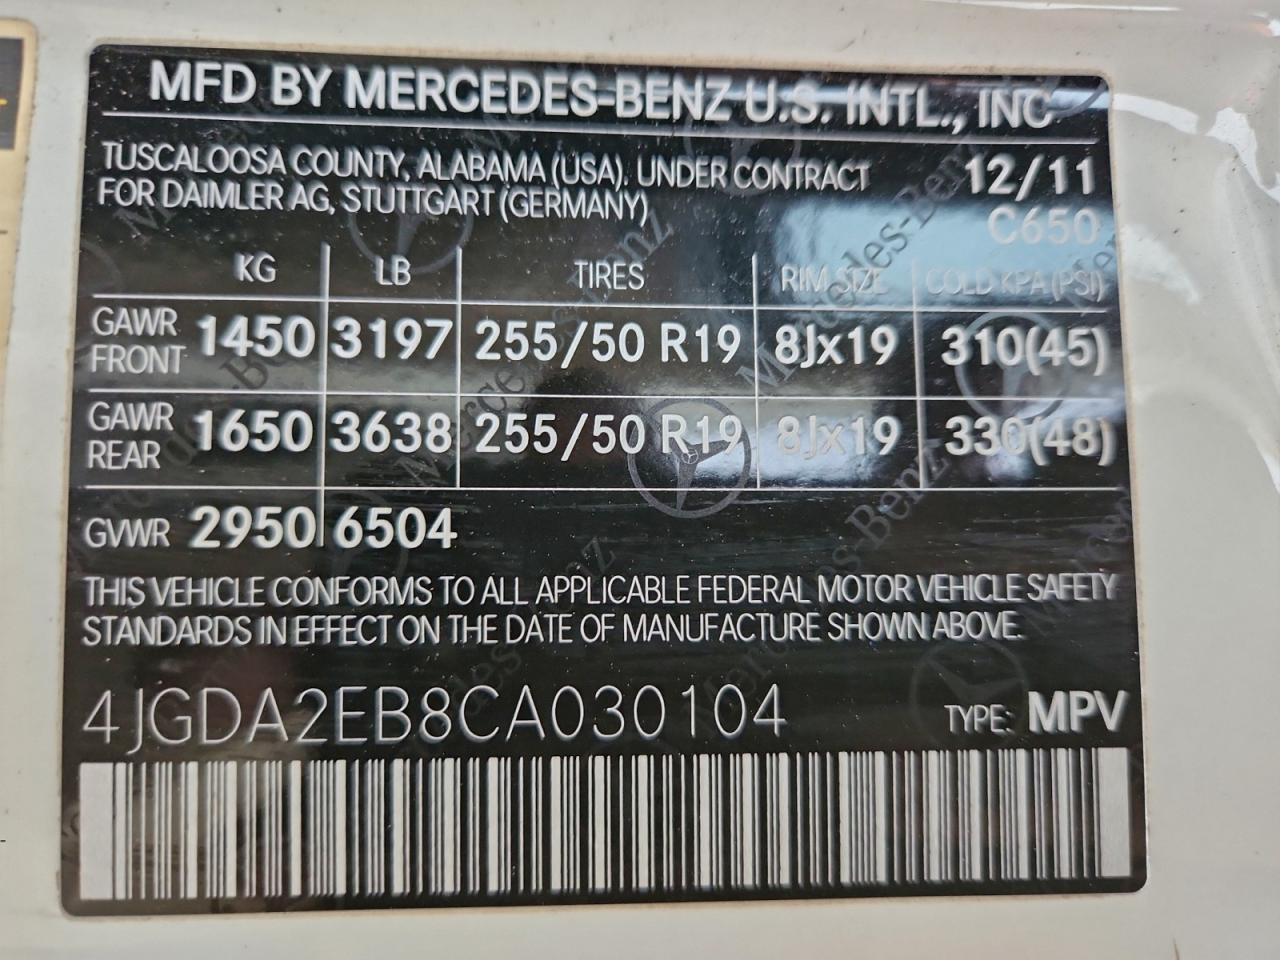 MFD BY MERCEDES-BENZ U.S. INTL., INC
TUSCALOOSA COUNTY, ALABAMA (USA). UNDER CONTRACT 12/11
FOR DAIMLER AG, STUTTGART (GERMANY)
C650
KG LB TIRES RIM SIZE COLD KPA (PSI)
GAWR FRONT 1450 3197 255/50 R19 8Jx19 310(45)
GAWR REAR 1650 3638 255/50 R19 8Jx19 330(48)
GVWR 2950 6504
THIS VEHICLE CONFORMS TO ALL APPLICABLE FEDERAL MOTOR VEHICLE SAFETY
STANDARDS IN EFFECT ON THE DATE OF MANUFACTURE SHOWN ABOVE.
4JGDA2EB8CA030104 TYPE: MPV